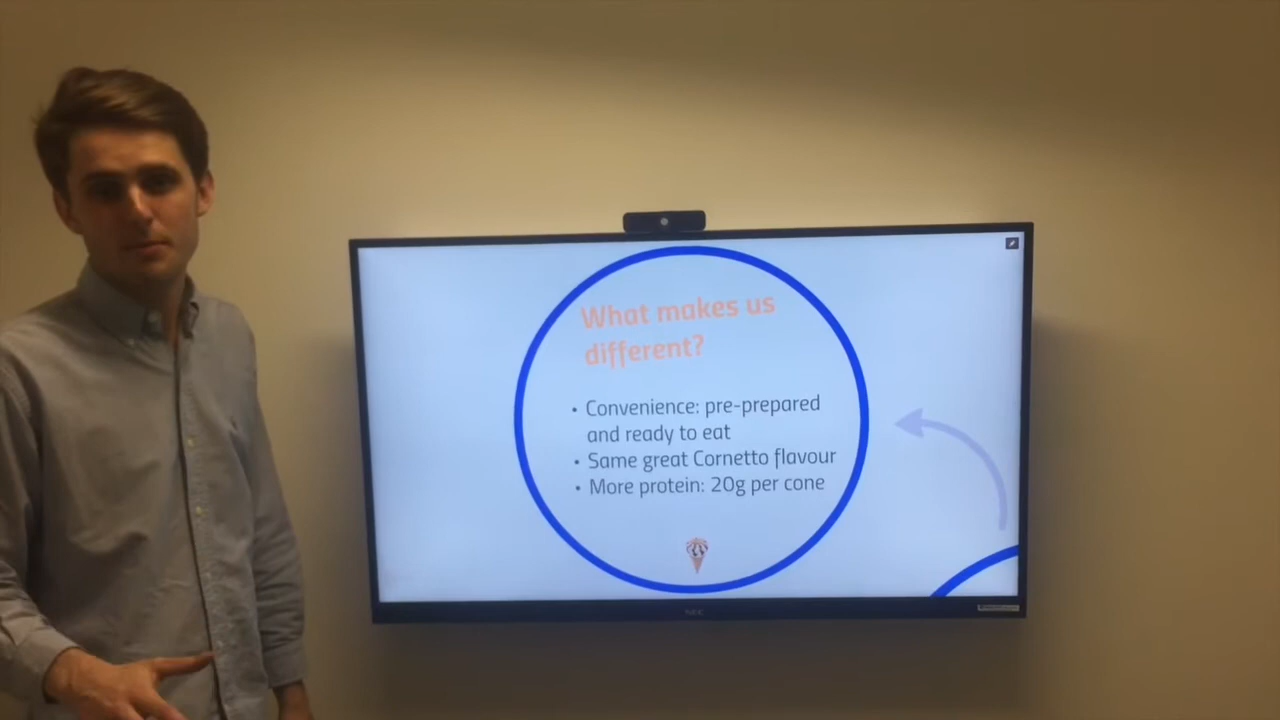 What makes us
different?
• Convenience: pre-prepared
and ready to eat
• Same great Cornetto flavour
• More protein: 20g per cone
NEC